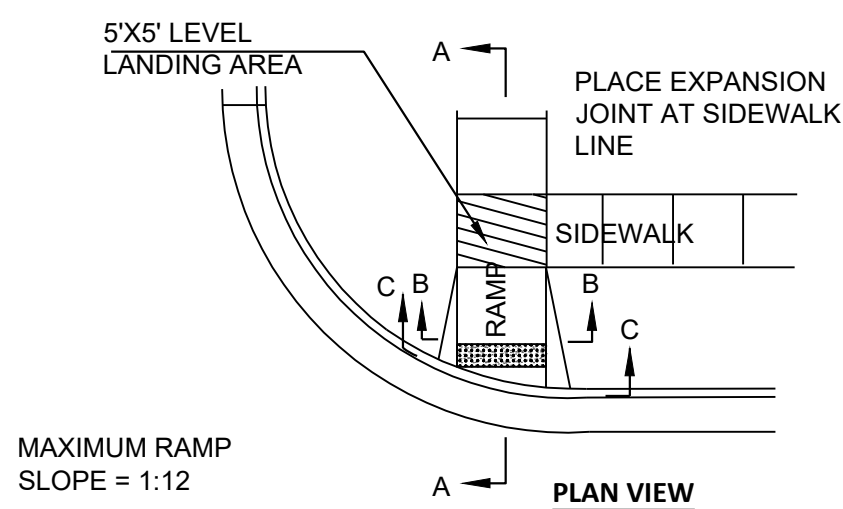 5'X5' LEVEL
LANDING AREA
A
PLACE EXPANSION
JOINT AT SIDEWALK
LINE
SIDEWALK
RAMP
C
B
B
C
MAXIMUM RAMP
SLOPE = 1:12
A
PLAN VIEW